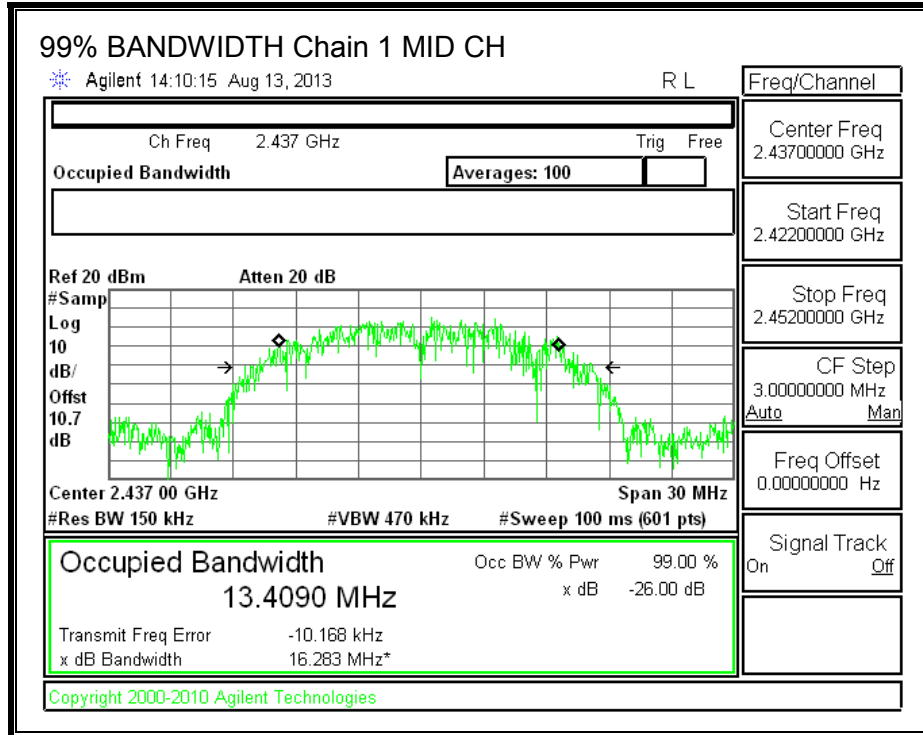 99% BANDWIDTH Chain 1 MID CH
Agilent 14:10:15 Aug 13, 2013 R L
Freq/Channel
Ch Freq 2.437 GHz Trig Free
Occupied Bandwidth Averages: 100
Center Freq
2.43700000 GHz
Start Freq
2.42200000 GHz
Stop Freq
2.45200000 GHz
CF Step
3.00000000 MHz
Auto Man
Freq Offset
0.00000000 Hz
Signal Track
On Off
Ref 20 dBm Atten 20 dB
#Samp
Log
10
dB/
Offst
10.7
dB
Center 2.437 00 GHz Span 30 MHz
#Res BW 150 kHz #VBW 470 kHz #Sweep 100 ms (601 pts)
Occupied Bandwidth Occ BW % Pwr 99.00 %
13.4090 MHz x dB -26.00 dB
Transmit Freq Error -10.168 kHz
x dB Bandwidth 16.283 MHz*
Copyright 2000-2010 Agilent Technologies